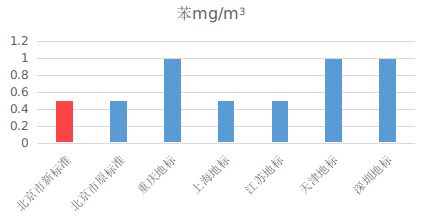 苯mg/m³
1.2
1
0.8
0.6
0.4
0.2
0
北京市新标准
北京市原标准
重庆地标
上海地标
江苏地标
天津地标
深圳地标